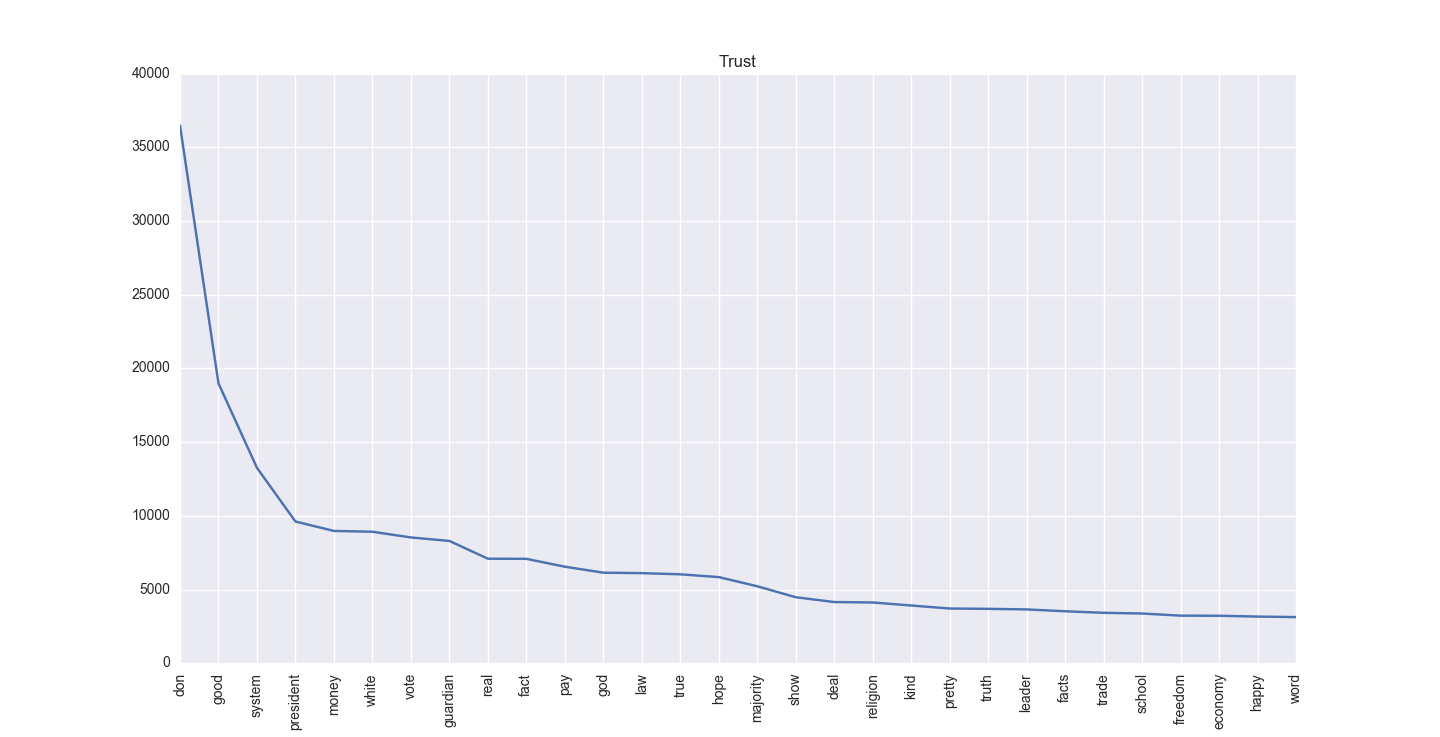 Trust
40000
35000
30000
25000
20000
15000
10000
5000
0
don
good
system
president
money
white
vote
guardian
real
fact
pay
god
law
true
hope
majority
show
deal
religion
kind
pretty
truth
leader
facts
trade
school
freedom
economy
happy
word